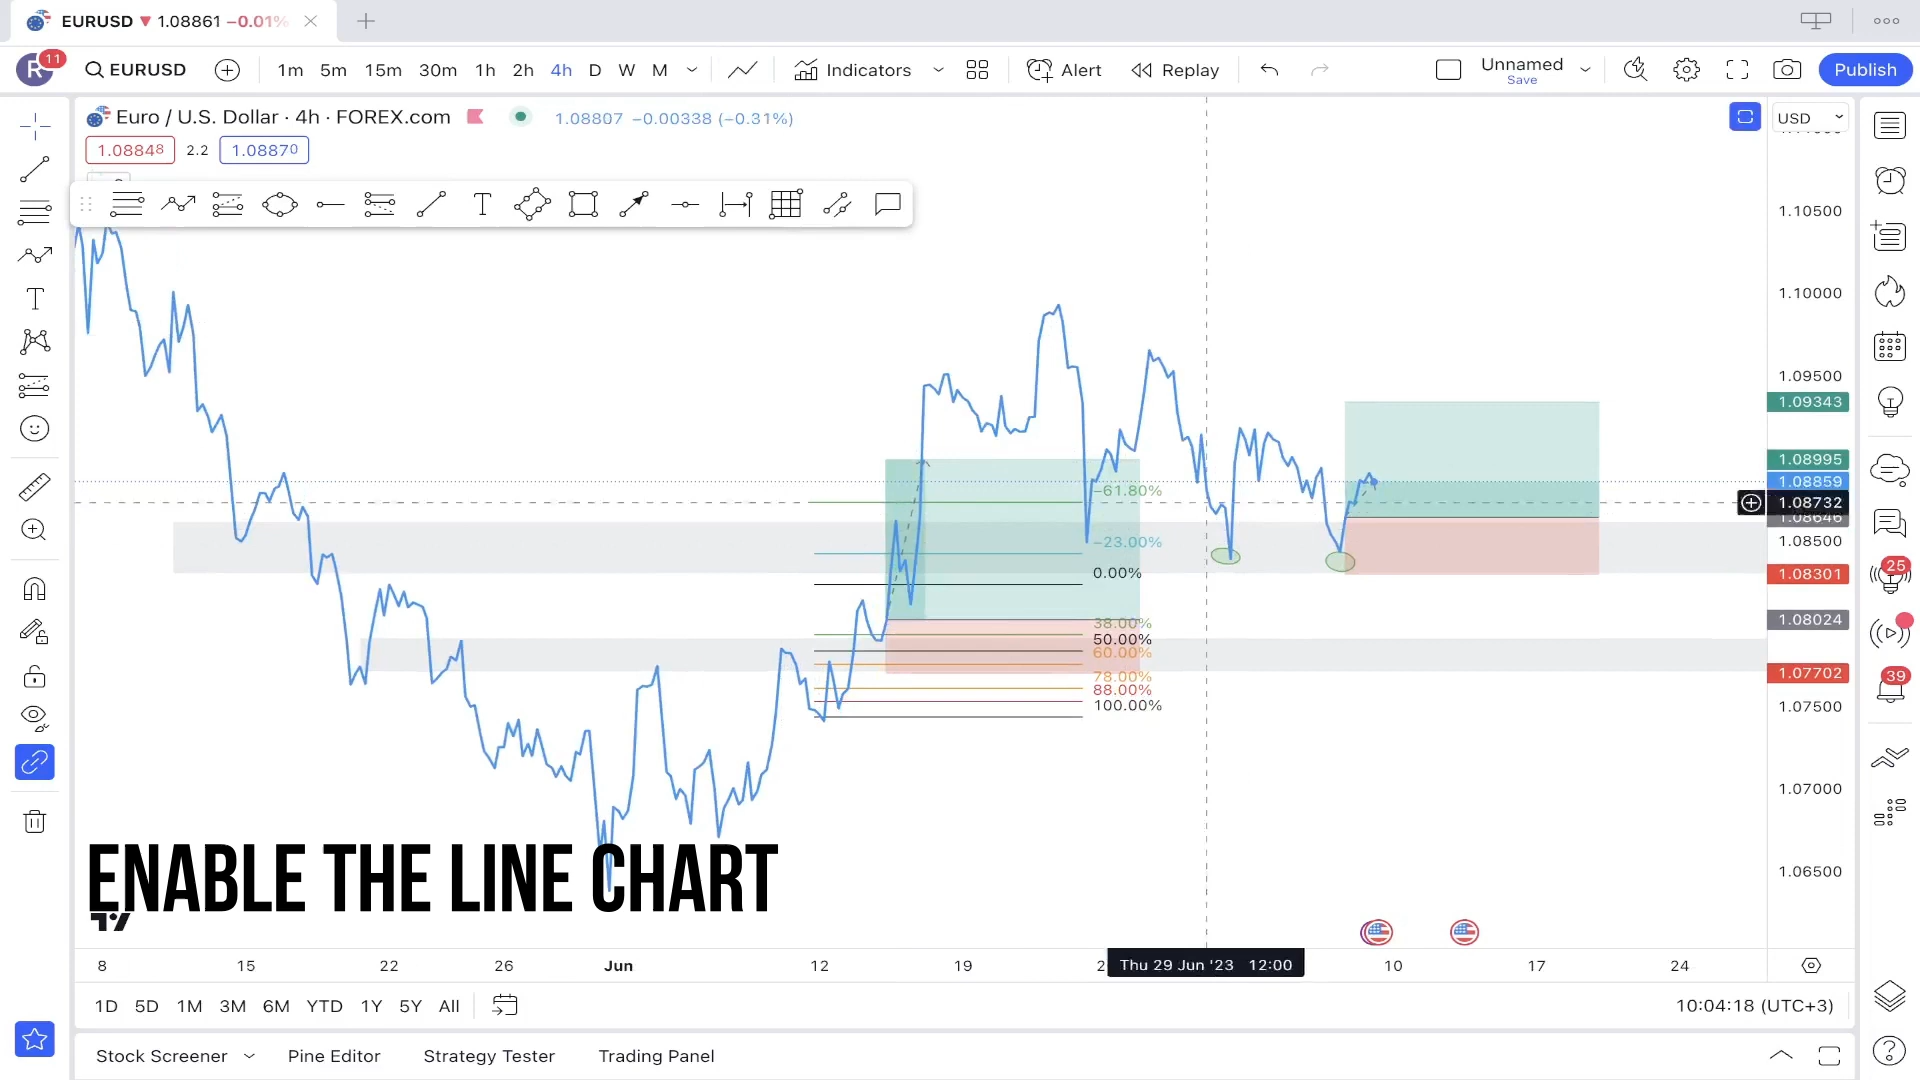 EURUSD ▼ 1.08861 −0.01%
R 11 EURUSD 1m 5m 15m 30m 1h 2h 4h D W M Indicators Alert Replay Unnamed Save Publish
Euro / U.S. Dollar · 4h · FOREX.com 1.08807 −0.00338 (−0.31%)
USD
1.08848 2.2 1.08870
1.10500
1.10000
1.09500
1.09343
1.08995
1.08859
1.08732
1.08646
1.08500
1.08301
1.08024
1.07702
1.07500
1.07000
1.06500
−61.80%
−23.00%
0.00%
38.00%
50.00%
60.00%
78.00%
88.00%
100.00%
25
39
ENABLE THE LINE CHART
8 15 22 26 Jun 12 19 Thu 29 Jun '23 12:00 10 17 24
1D 5D 1M 3M 6M YTD 1Y 5Y All 10:04:18 (UTC+3)
Stock Screener Pine Editor Strategy Tester Trading Panel